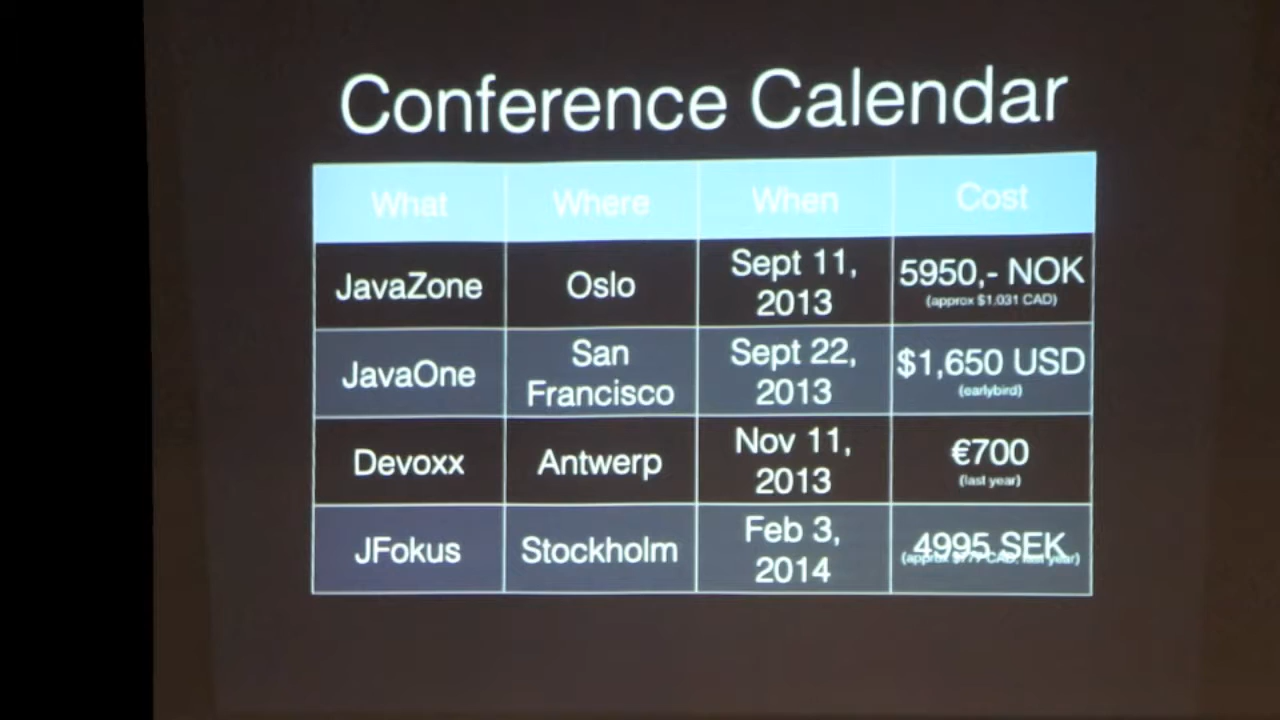 Conference Calendar
What Where When Cost
JavaZone Oslo Sept 11, 2013 5950,- NOK (approx $1.031 CAD)
JavaOne San Francisco Sept 22, 2013 $1,650 USD (earlybird)
Devoxx Antwerp Nov 11, 2013 €700 (last year)
JFokus Stockholm Feb 3, 2014 4995 SEK